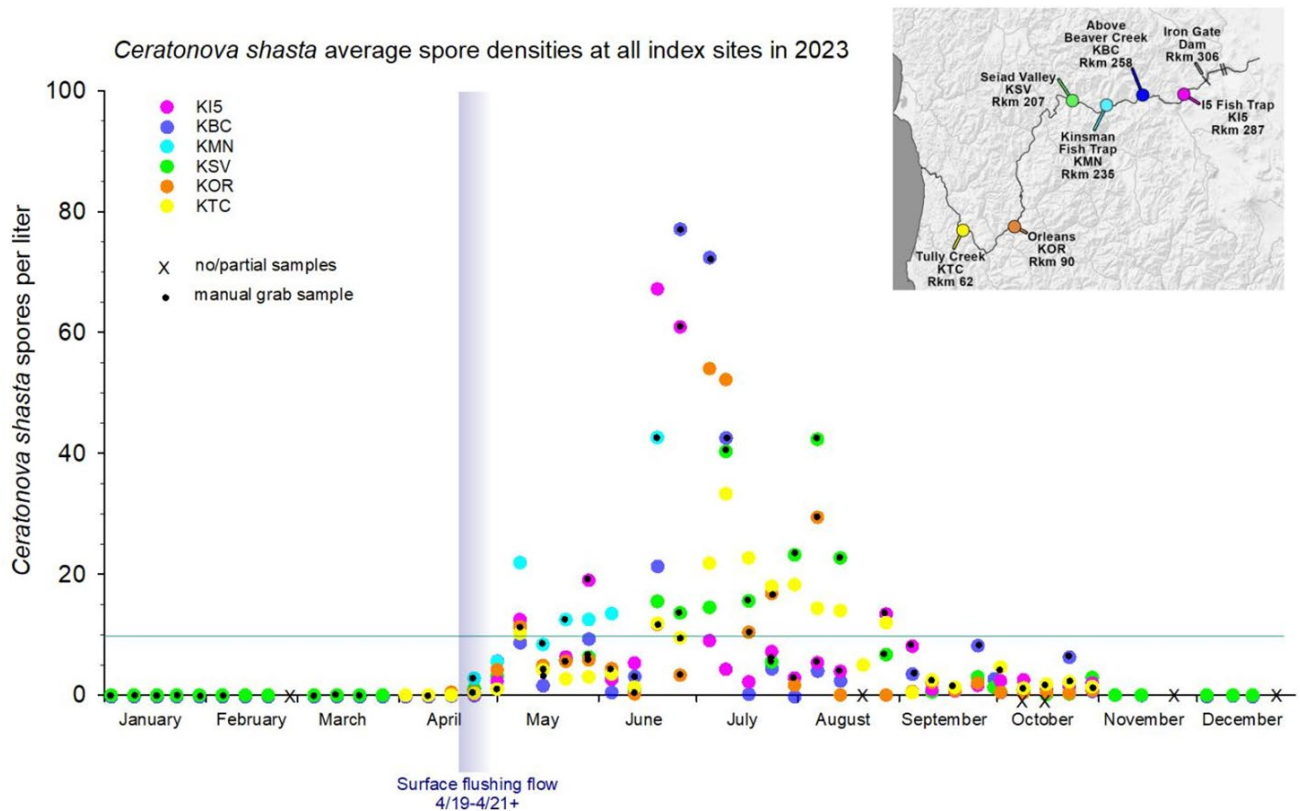 Ceratonova shasta average spore densities at all index sites in 2023
Ceratonova shasta spores per liter
100
80
60
40
20
0
KI5
KBC
KMN
KSV
KOR
KTC
X no/partial samples
manual grab sample
January
February
March
April
May
June
July
August
September
October
November
December
Surface flushing flow
4/19-4/21+
Above
Beaver Creek
KBC
Rkm 258
Iron Gate
Dam
Rkm 306
Seiad Valley
KSV
Rkm 207
I5 Fish Trap
KI5
Rkm 287
Kinsman
Fish Trap
KMN
Rkm 235
Orleans
KOR
Rkm 90
Tully Creek
KTC
Rkm 62